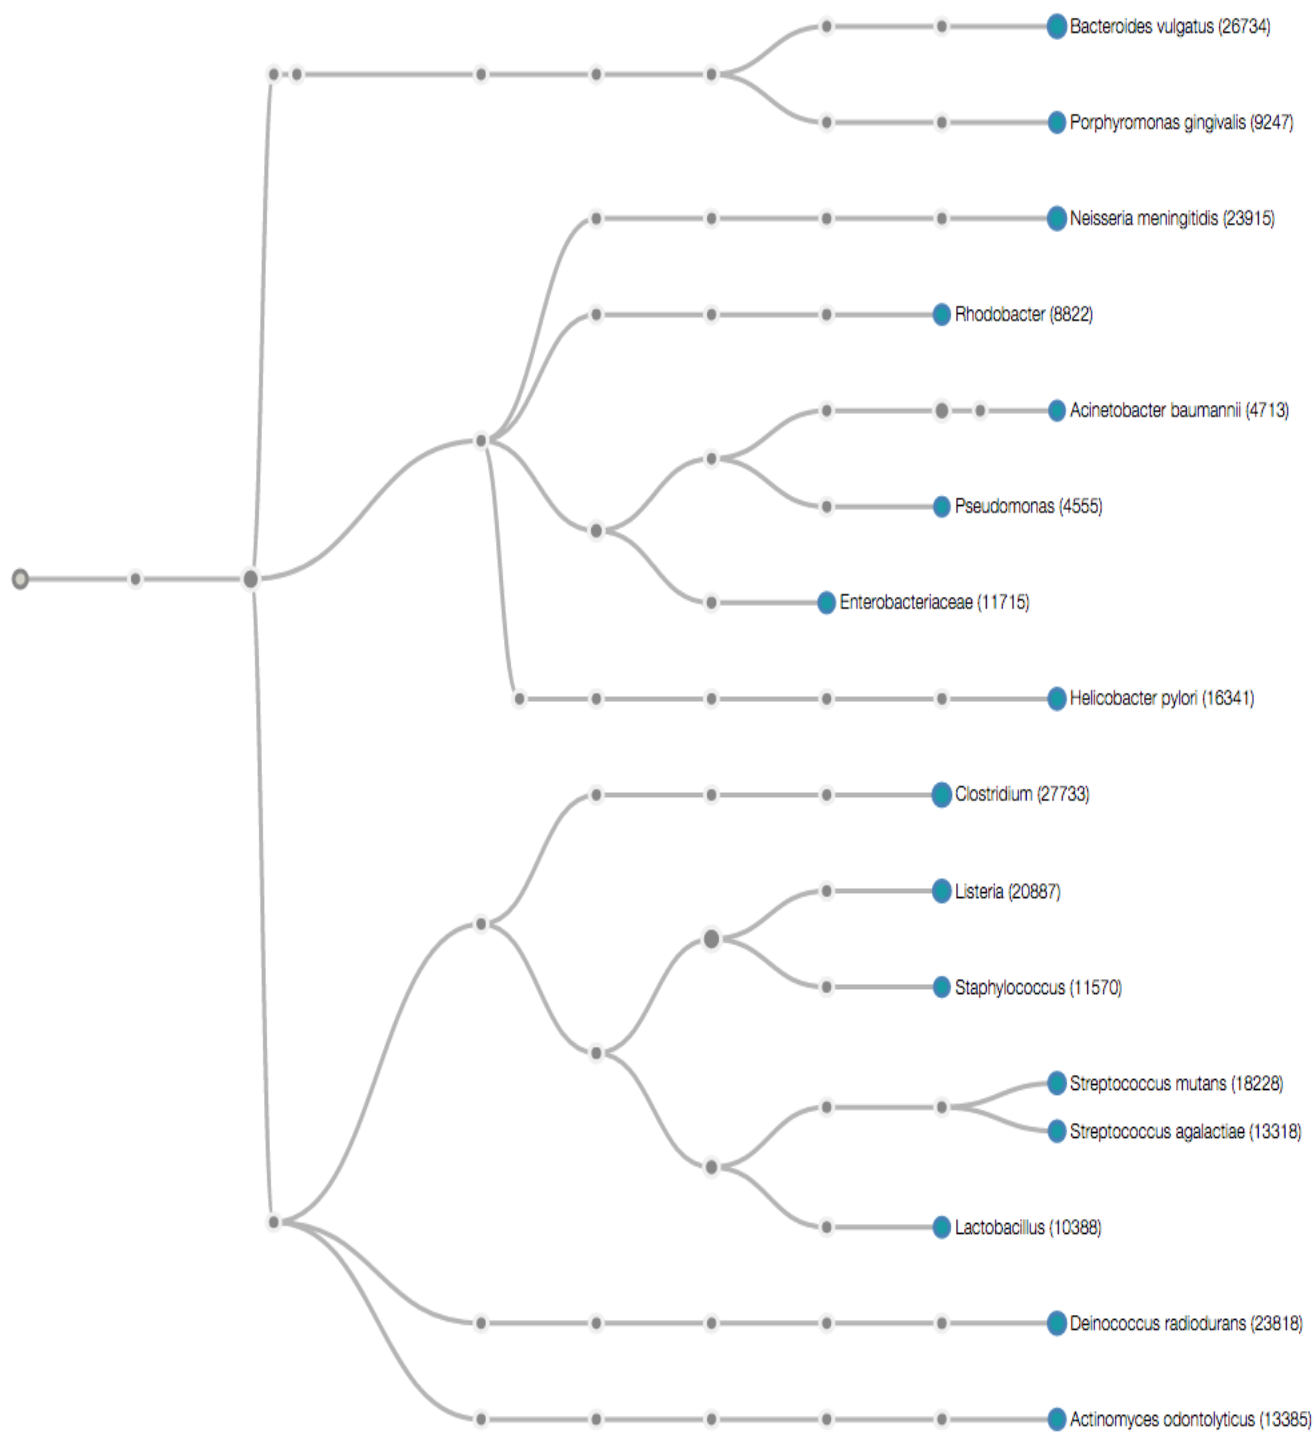 Bacteroides vulgatus (26734)
Porphyromonas gingivalis (9247)
Neisseria meningitidis (23915)
Rhodobacter (8822)
Acinetobacter baumannii (4713)
Pseudomonas (4555)
Enterobacteriaceae (11715)
Helicobacter pylori (16341)
Clostridium (27733)
Listeria (20887)
Staphylococcus (11570)
Streptococcus mutans (18228)
Streptococcus agalactiae (13318)
Lactobacillus (10388)
Deinococcus radiodurans (23818)
Actinomyces odontolyticus (13385)